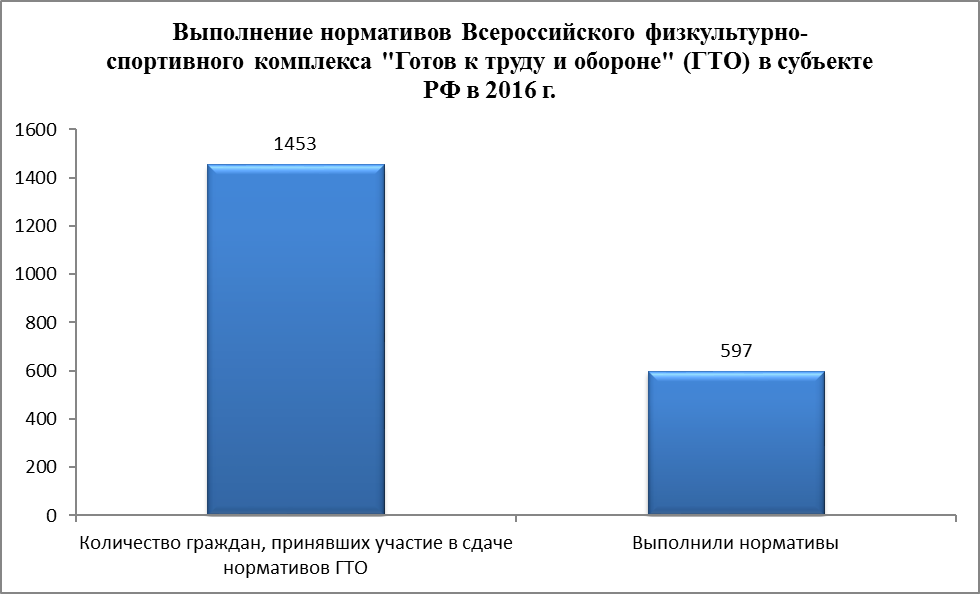 Выполнение нормативов Всероссийского физкультурно-
спортивного комплекса "Готов к труду и обороне" (ГТО) в субъекте
РФ в 2016 г.
1600
1400
1200
1000
800
600
400
200
0
1453
597
Количество граждан, принявших участие в сдаче
нормативов ГТО
Выполнили нормативы